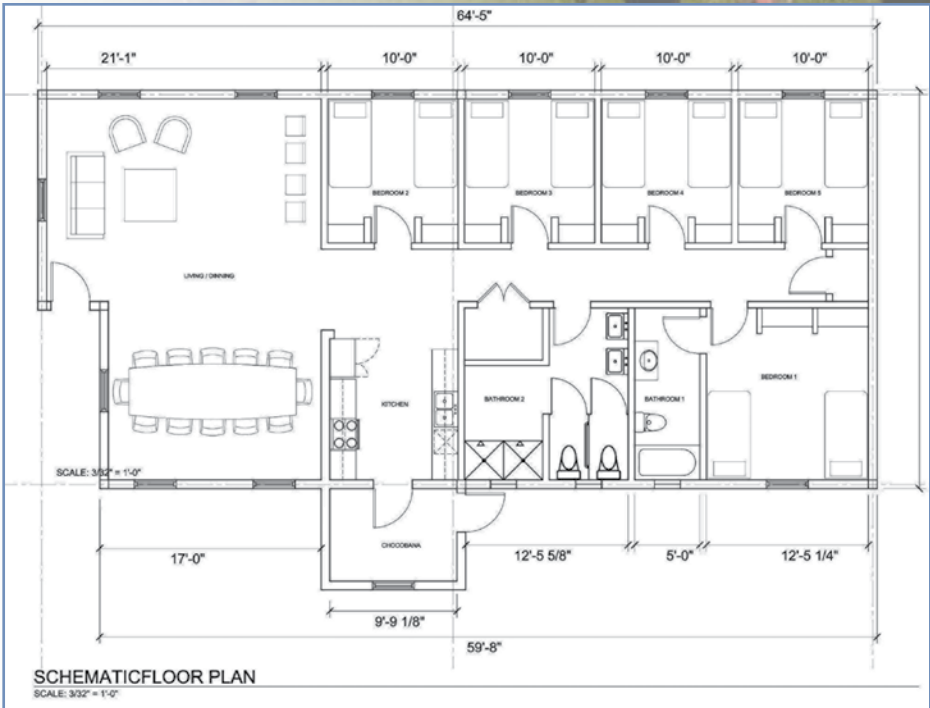 64'-5"
21'-1"
10'-0"
10'-0"
10'-0"
10'-0"
BEDROOM 2
BEDROOM 3
BEDROOM 4
BEDROOM 5
LIVING / DINNING
BEDROOM 1
KITCHEN
BATHROOM 2
BATHROOM 1
SCALE: 3/32" = 1'-0"
CHOCOBANA
17'-0"
12'-5 5/8"
5'-0"
12'-5 1/4"
9'-9 1/8"
59'-8"
SCHEMATICFLOOR PLAN
SCALE: 3/32" = 1'-0"